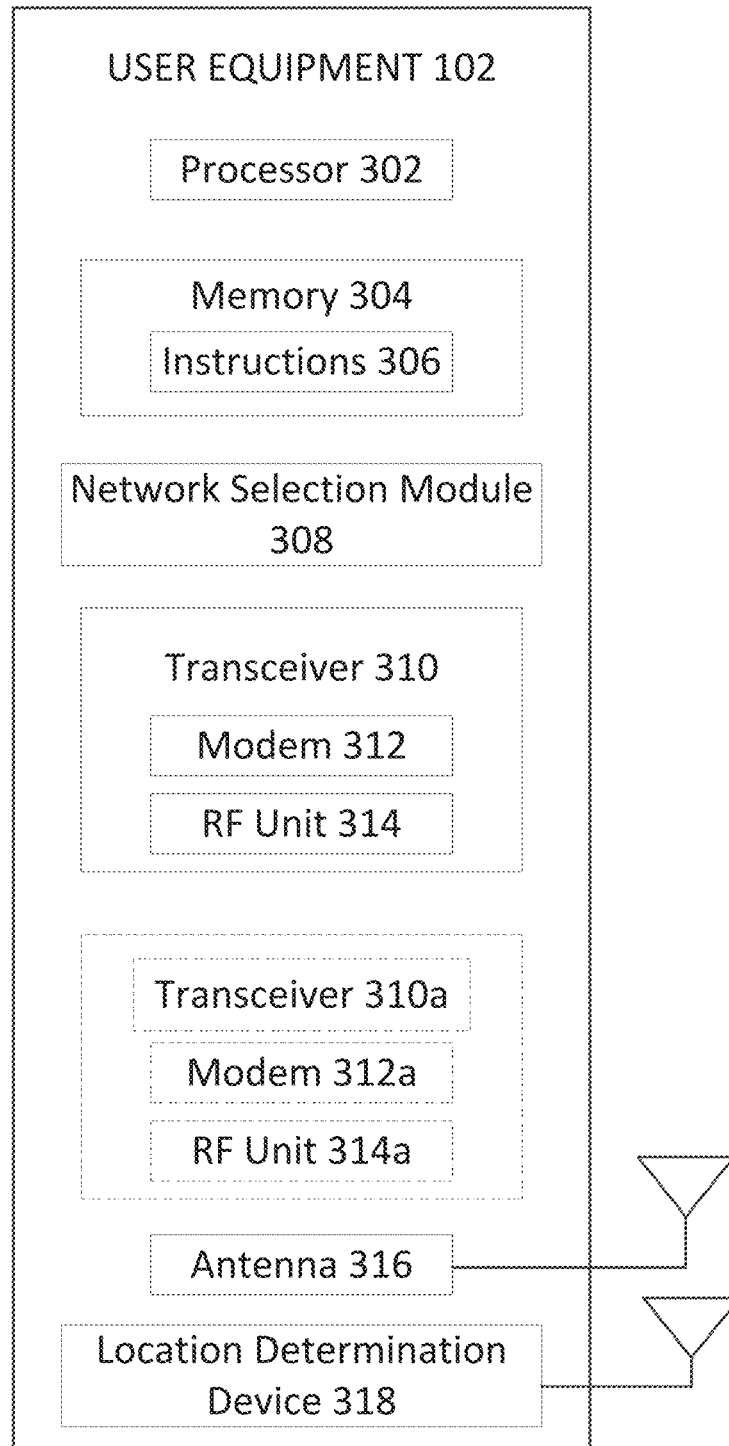 USER EQUIPMENT 102
Processor 302
Memory 304
Instructions 306
Network Selection Module
308
Transceiver 310
Modem 312
RF Unit 314
Transceiver 310a
Modem 312a
RF Unit 314a
Antenna 316
Location Determination
Device 318